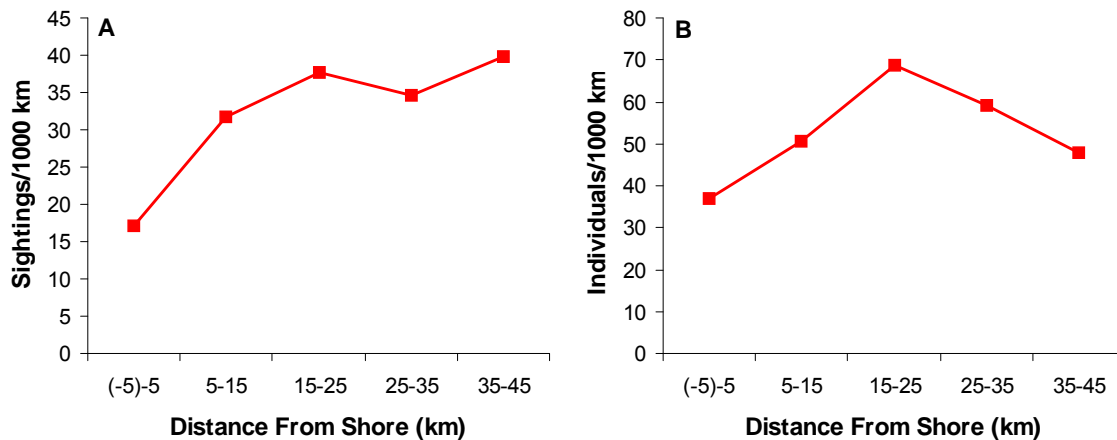 A
Sightings/1000 km
45
40
35
30
25
20
15
10
5
0
(-5)-5 5-15 15-25 25-35 35-45
Distance From Shore (km)
B
Individuals/1000 km
80
70
60
50
40
30
20
10
0
(-5)-5 5-15 15-25 25-35 35-45
Distance From Shore (km)